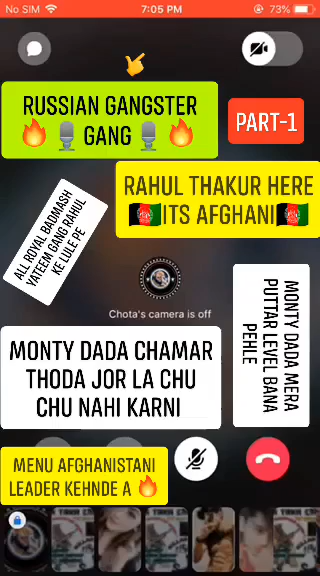 No SIM 7:05 PM 73%
RUSSIAN GANGSTER
🔥 🎙️ GANG 🎙️ 🔥
PART-1
RAHUL THAKUR HERE
🇦🇫ITS AFGHANI🇦🇫
ALL ROYAL BADMASH
YATEEM GANG RAHUL
KE LULE PE
Chota's camera is off
MONTY DADA MERA
PUTTAR LEVEL BANA
PEHLE
MONTY DADA CHAMAR
THODA JOR LA CHU
CHU NAHI KARNI
MENU AFGHANISTANI
LEADER KEHNDE A 🔥